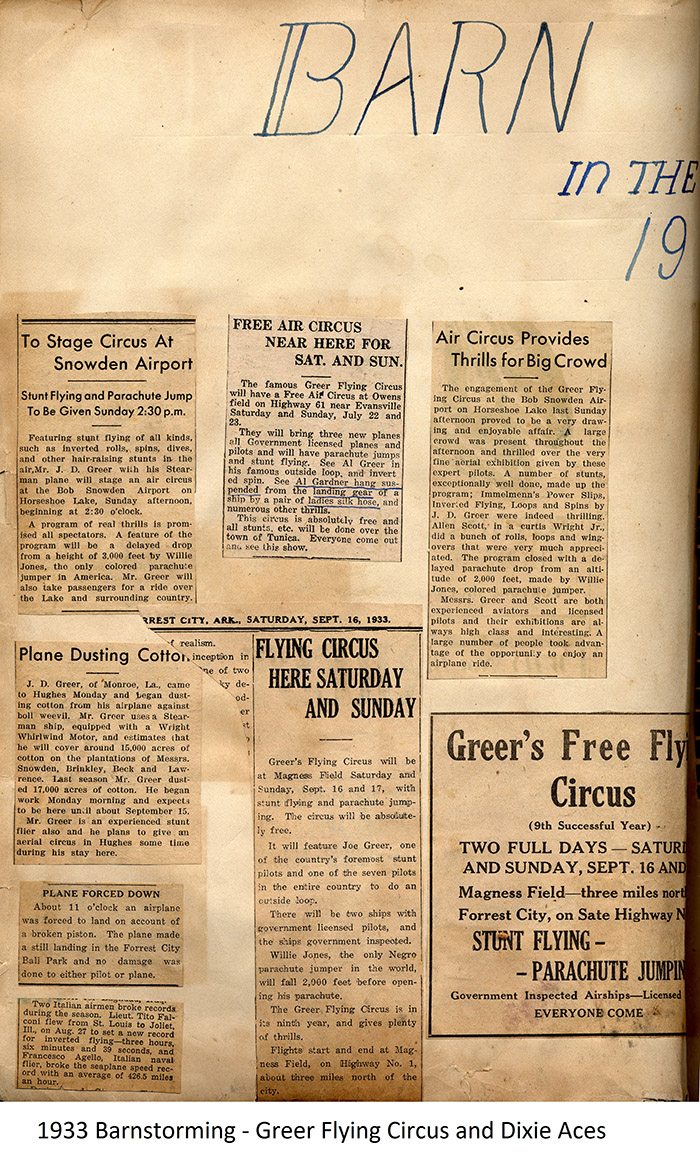 BARN
In THE
19
To Stage Circus At
Snowden Airport
Stunt Flying and Parachute Jump
To Be Given Sunday 2:30 p.m.
Featuring stunt flying of all kinds,
such as inverted rolls, spins, dives,
and other hair-raising stunts in the
air, Mr. J. D. Greer with his Stear-
man plane will stage an air circus
at the Bob Snowden Airport on
Horseshoe Lake, Sunday afternoon,
beginning at 2:30 o'clock.
A program of real thrills is prom-
ised all spectators. A feature of the
program will be a delayed drop
from a height of 3,000 feet by Willie
Jones, the only colored parachute
jumper in America. Mr. Greer will
also take passengers for a ride over
the Lake and surrounding country.
FREE AIR CIRCUS
NEAR HERE FOR
SAT. AND SUN.
The famous Greer Flying Circus
will have a Free Air Circus at Owens
field on Highway 61 near Evansville
Saturday and Sunday, July 22 and
23.
They will bring three new planes
all Government licensed planes and
pilots and will have parachute jumps
and stunt flying. See Al Greer in
his famous outside loop, and invert
ed spin. See Al Gardner hang sus-
pended from the landing gear of a
ship by a pair of ladies silk hose, and
numerous other thrills.
This circus is absolutely free and
all stunts, etc. will be done over the
town of Tunica. Everyone come out
and see this show.
Air Circus Provides
Thrills for Big Crowd
The engagement of the Greer Fly-
ing Circus at the Bob Snowden Air-
port on Horseshoe Lake last Sunday
afternoon proved to be a very draw-
ing and enjoyable affair. A large
crowd was present throughout the
afternoon and thrilled over the very
fine aerial exhibition given by these
expert pilots. A number of stunts,
exceptionally well done, made up the
program; Immelmenn's Power Slips,
Inverted Flying, Loops and Spins by
J. D. Greer were indeed thrilling.
Allen Scott, in a curtis Wright Jr.,
did a bunch of rolls, loops and wing-
overs that were very much appreci-
ated. The program closed with a de-
layed parachute drop from an alti-
tude of 2,000 feet, made by Willie
Jones, colored parachute jumper.
Messrs. Greer and Scott are both
experienced aviators and licensed
pilots and their exhibitions are al-
ways high class and interesting. A
large number of people took advan-
tage of the opportunity to enjoy an
airplane ride.
RREST CITY, ARK., SATURDAY, SEPT. 16, 1933.
of realism.
inception in
ne of two
ky de-
od-
er
Plane Dusting Cotton
J. D. Greer, of Monroe, La., came
to Hughes Monday and began dust-
ing cotton from his airplane against
boll weevil. Mr. Greer uses a Stear-
man ship, equipped with a Wright
Whirlwind Motor, and estimates that
he will cover around 15,000 acres of
cotton on the plantations of Messrs.
Snowden, Brinkley, Beck and Law-
rence. Last season Mr. Greer dust-
ed 17,000 acres of cotton. He began
work Monday morning and expects
to be here until about September 15.
Mr. Greer is an experienced stunt
flier also and he plans to give an
aerial circus in Hughes some time
during his stay here.
PLANE FORCED DOWN
About 11 o'clock an airplane
was forced to land on account of
a broken piston. The plane made
a still landing in the Forrest City
Ball Park and no damage was
done to either pilot or plane.
Two Italian airmen broke records
during the season. Lieut. Tito Fal-
coni flew from St. Louis to Joliet,
Ill., on Aug. 27 to set a new record
for inverted flying—three hours,
six minutes and 39 seconds, and
Francesco Agello, Italian naval
flier, broke the seaplane speed rec-
ord with an average of 426.5 miles
an hour.
FLYING CIRCUS
HERE SATURDAY
AND SUNDAY
Greer's Flying Circus will be
at Magness Field Saturday and
Sunday, Sept. 16 and 17, with
stunt flying and parachute jump-
ing. The circus will be absolute-
ly free.
It will feature Joe Greer, one
of the country's foremost stunt
pilots and one of the seven pilots
in the entire country to do an
outside loop.
There will be two ships with
government licensed pilots, and
the ships government inspected.
Willie Jones, the only Negro
parachute jumper in the world,
will fall 2,000 feet before open-
ing his parachute.
The Greer Flying Circus is in
its ninth year, and gives plenty
of thrills.
Flights start and end at Mag-
ness Field, on Highway No. 1,
about three miles north of the
city.
Greer's Free Fly
Circus
(9th Successful Year) -
TWO FULL DAYS — SATURI
AND SUNDAY, SEPT. 16 AND
Magness Field—three miles nort
Forrest City, on Sate Highway N
STUNT FLYING -
- PARACHUTE JUMPIN
Government Inspected Airships—Licensed
EVERYONE COME
1933 Barnstorming - Greer Flying Circus and Dixie Aces